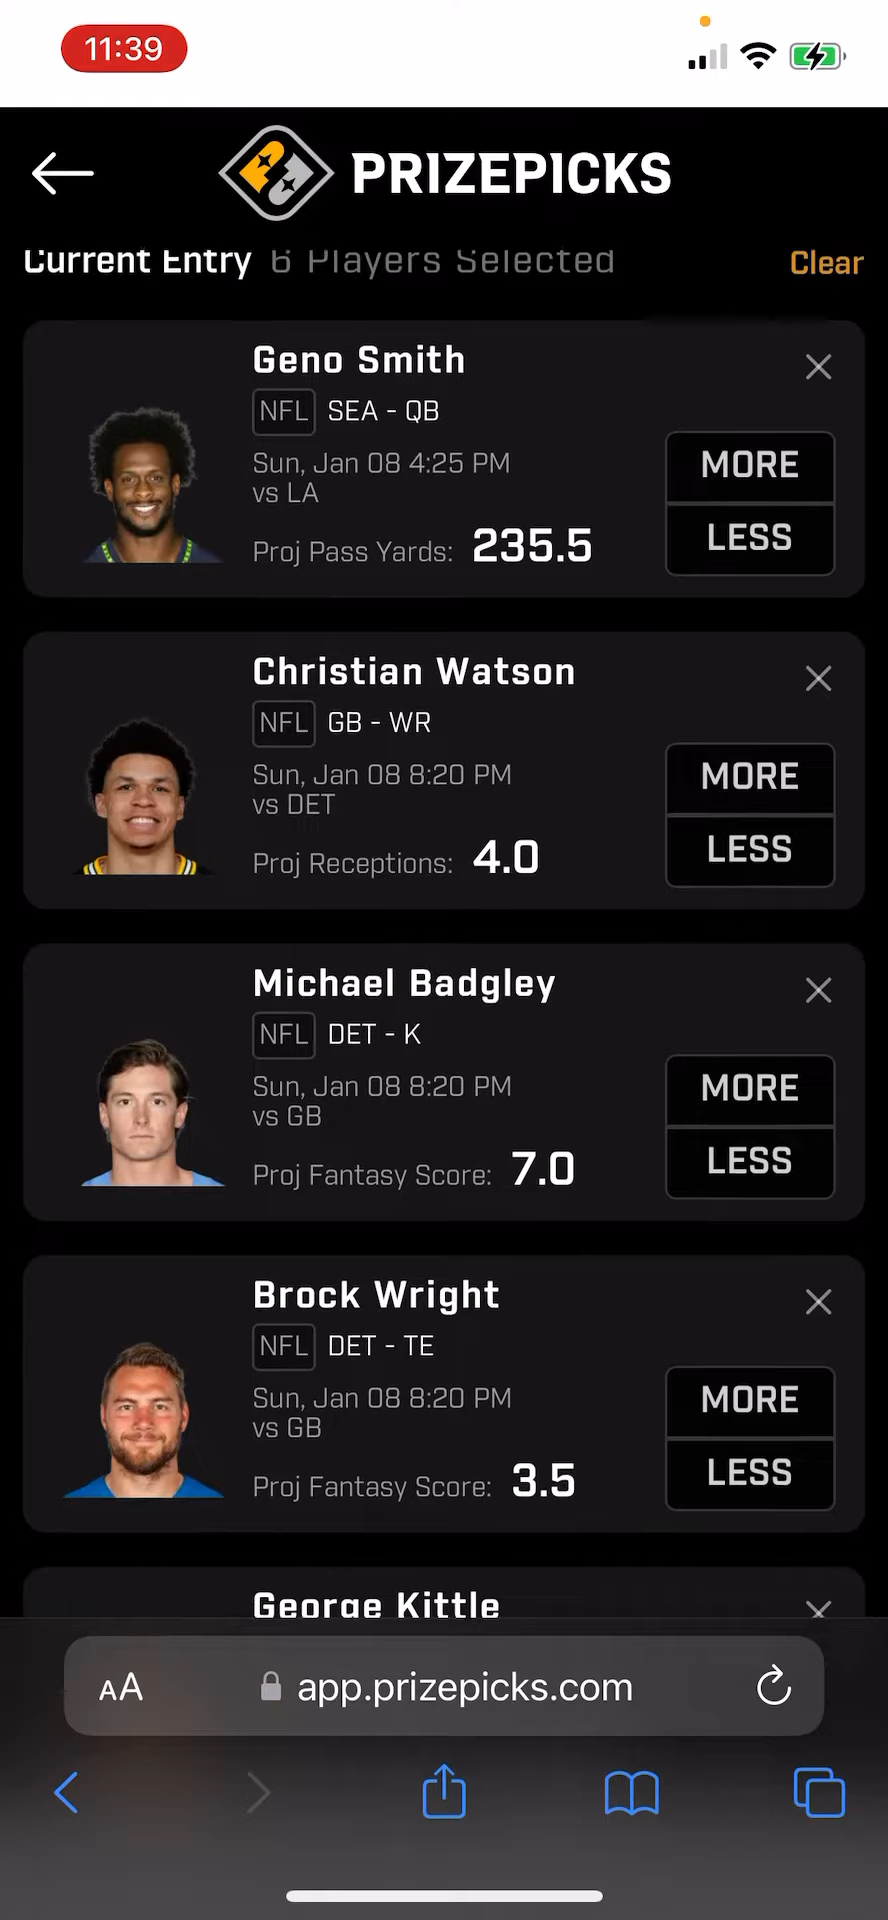 11:39
PRIZEPICKS
Current Entry 6 Players Selected Clear
Geno Smith
NFL SEA - QB
Sun, Jan 08 4:25 PM
vs LA
Proj Pass Yards: 235.5
MORE
LESS
Christian Watson
NFL GB - WR
Sun, Jan 08 8:20 PM
vs DET
Proj Receptions: 4.0
MORE
LESS
Michael Badgley
NFL DET - K
Sun, Jan 08 8:20 PM
vs GB
Proj Fantasy Score: 7.0
MORE
LESS
Brock Wright
NFL DET - TE
Sun, Jan 08 8:20 PM
vs GB
Proj Fantasy Score: 3.5
MORE
LESS
George Kittle
AA app.prizepicks.com